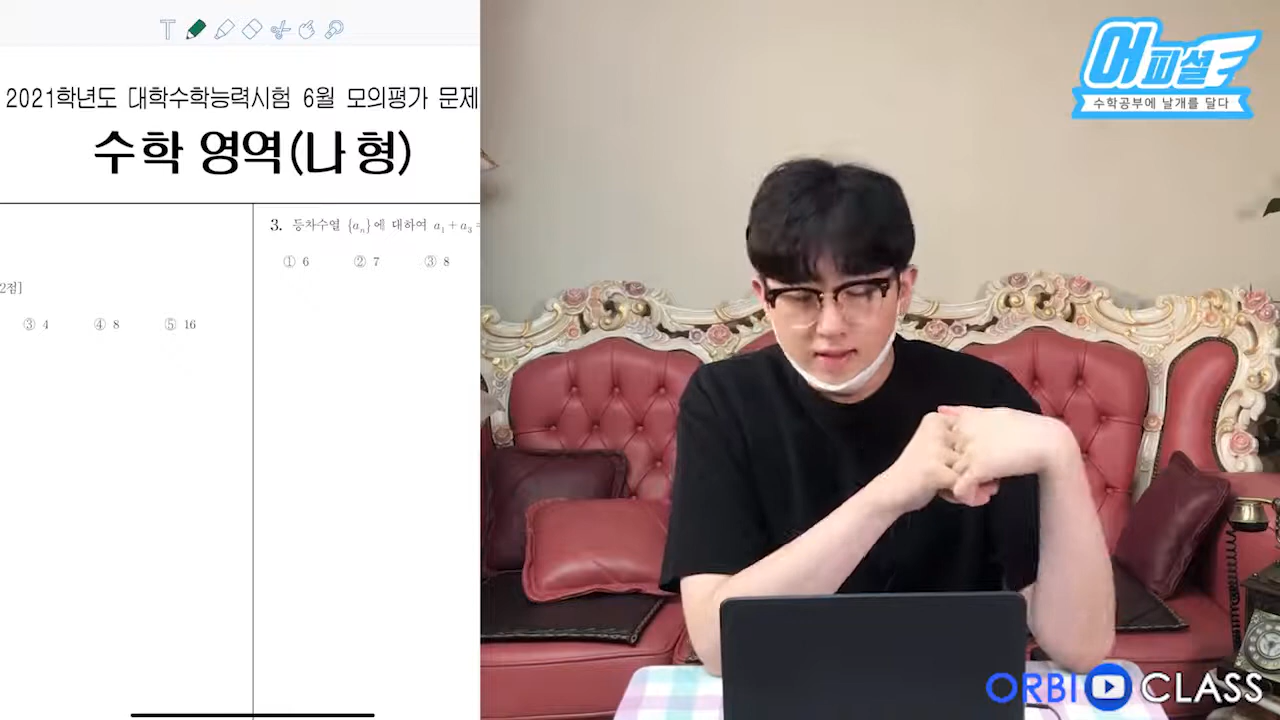 2021학년도 대학수학능력시험 6월 모의평가 문제
수학 영역(나 형)
2점]
③ 4 ④ 8 ⑤ 16
3. 등차수열 {aₙ}에 대하여 a₁ + a₃ =
① 6 ② 7 ③ 8
어피셜
수학공부에 날개를 달다
ORBI CLASS